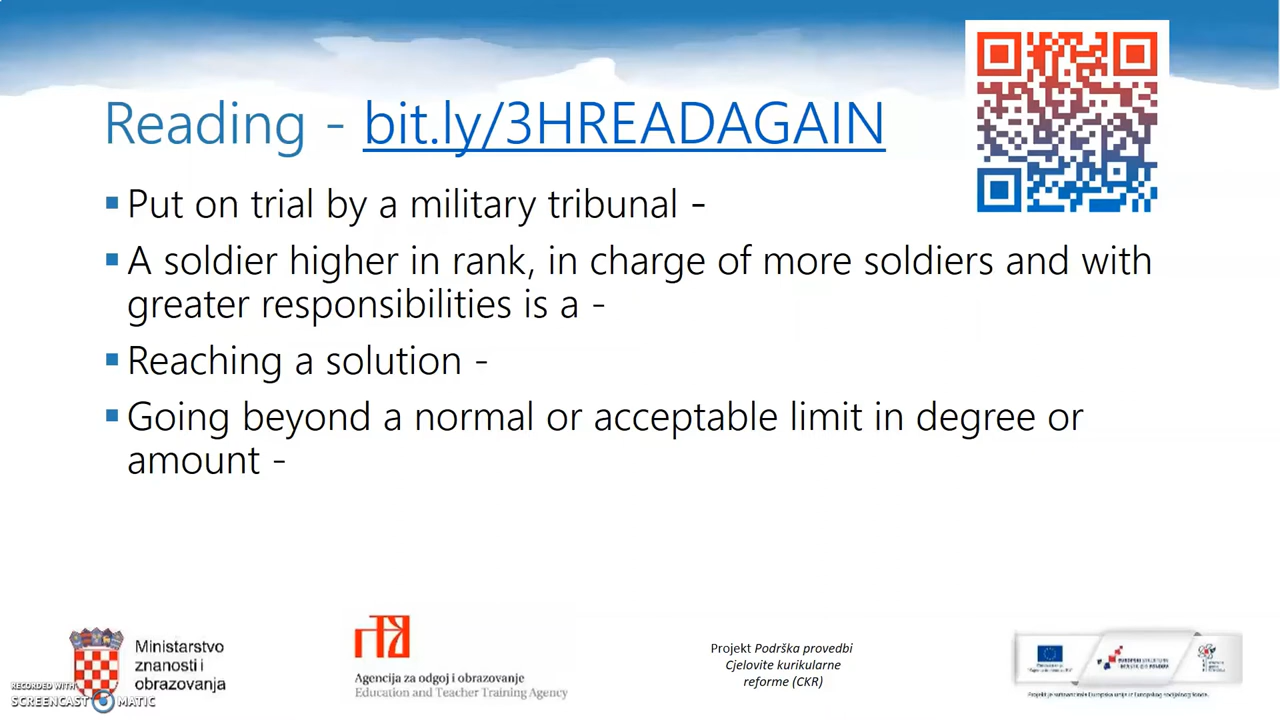 Reading - bit.ly/3HREADAGAIN
Put on trial by a military tribunal -
A soldier higher in rank, in charge of more soldiers and with
greater responsibilities is a -
Reaching a solution -
Going beyond a normal or acceptable limit in degree or
amount -
Ministarstvo
znanosti i
obrazovanja
RECORDED WITH
SCREENCAST MATIC
Agencija za odgoj i obrazovanje
Education and Teacher Training Agency
Projekt Podrška provedbi
Cjelovite kurikularne
reforme (CKR)